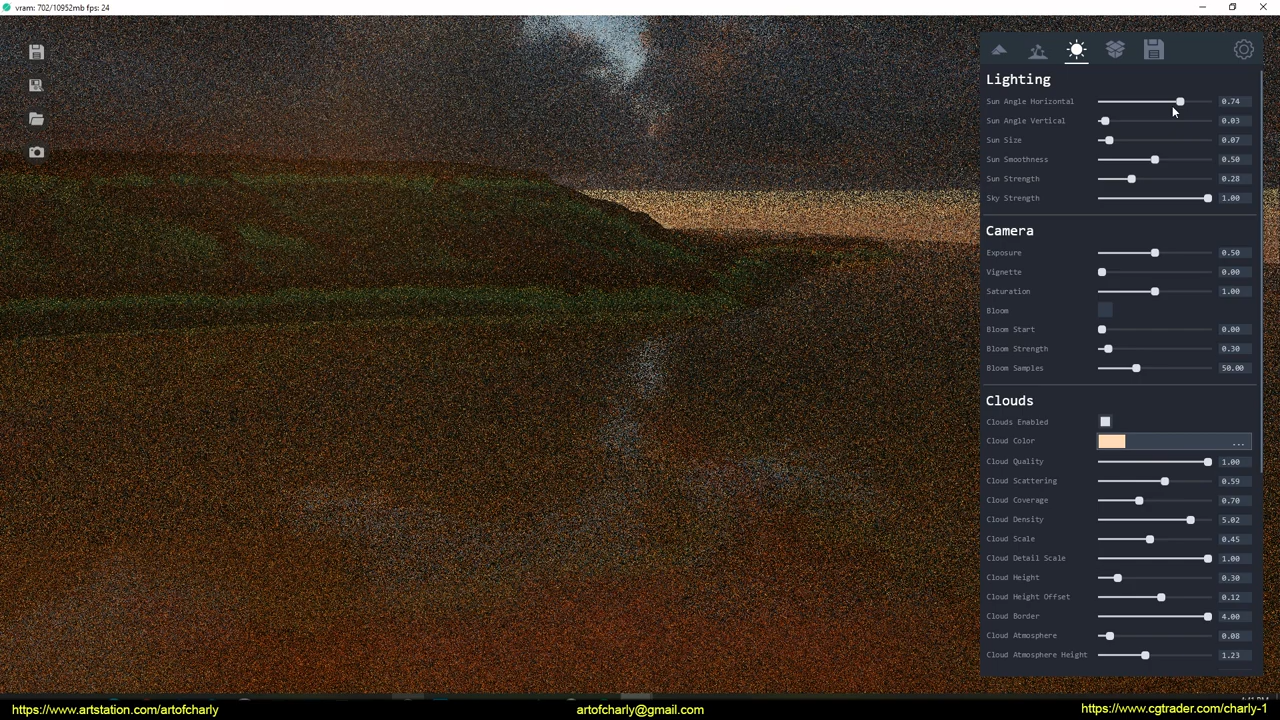 vram: 702/10952mb fps: 24
Lighting
Sun Angle Horizontal 0.74
Sun Angle Vertical 0.03
Sun Size 0.07
Sun Smoothness 0.50
Sun Strength 0.28
Sky Strength 1.00
Camera
Exposure 0.50
Vignette 0.00
Saturation 1.00
Bloom
Bloom Start 0.00
Bloom Strength 0.30
Bloom Samples 50.00
Clouds
Clouds Enabled
Cloud Color ...
Cloud Quality 1.00
Cloud Scattering 0.59
Cloud Coverage 0.70
Cloud Density 5.02
Cloud Scale 0.45
Cloud Detail Scale 1.00
Cloud Height 0.30
Cloud Height Offset 0.12
Cloud Border 4.00
Cloud Atmosphere 0.08
Cloud Atmosphere Height 1.23
https://www.artstation.com/artofcharly artofcharly@gmail.com https://www.cgtrader.com/charly-1